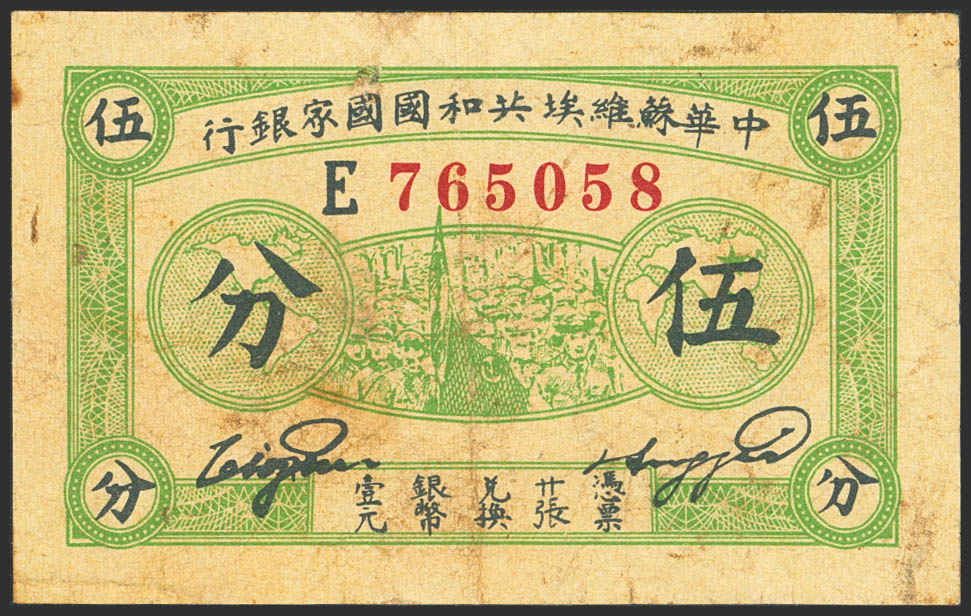 伍
伍
中華蘇維埃共和國國家銀行
E 765058
伍分
憑票
廿張
兌換
銀幣
壹元
分
分